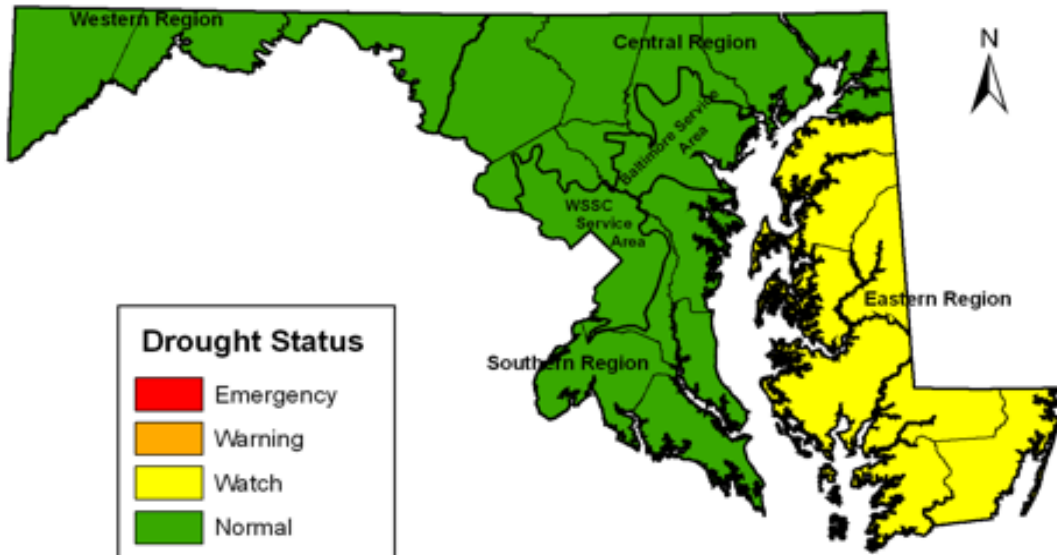 Western Region
Central Region
N
Baltimore Service
Area
WSSC
Service
Area
Eastern Region
Southern Region
Drought Status
Emergency
Warning
Watch
Normal